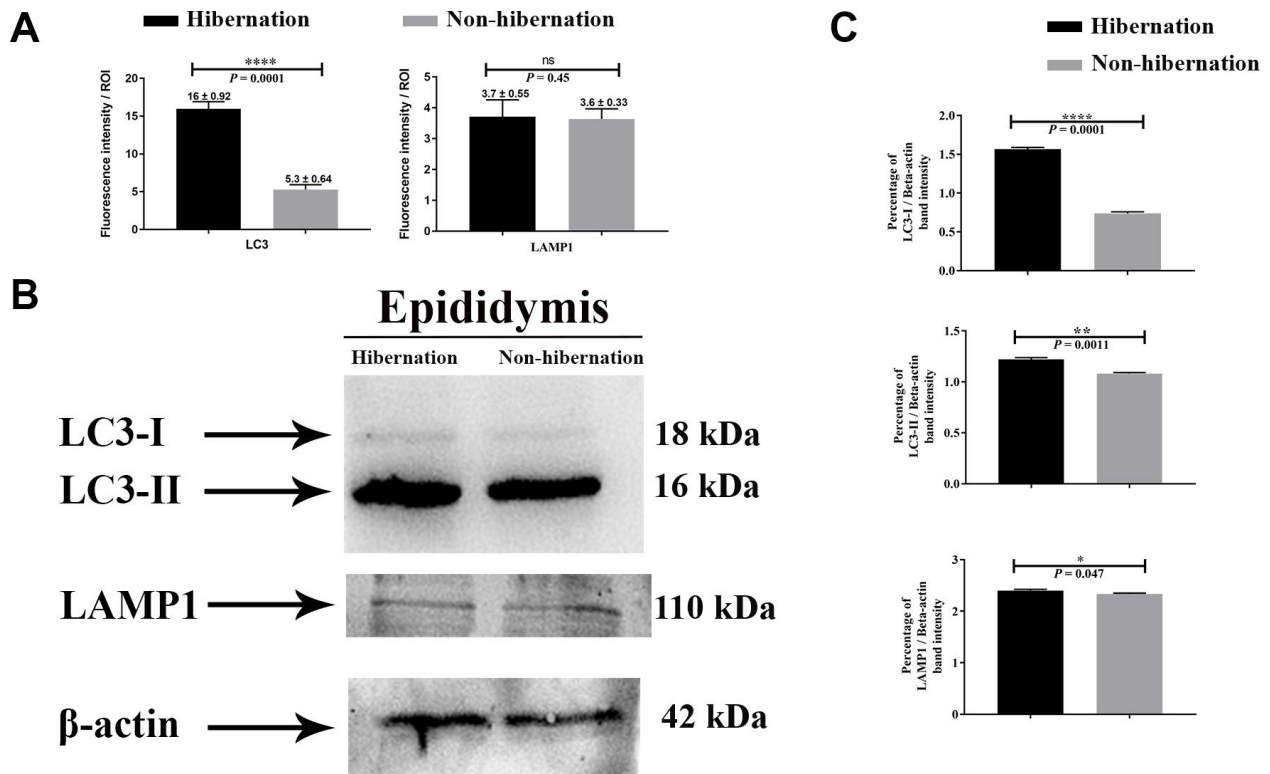 A
Hibernation
Non-hibernation
Fluorescence intensity / ROI
20
15
10
5
0
****
P = 0.0001
16 ± 0.92
5.3 ± 0.64
LC3
Fluorescence intensity / ROI
5
4
3
2
1
0
ns
P = 0.45
3.7 ± 0.55
3.6 ± 0.33
LAMP1
B
Epididymis
Hibernation
Non-hibernation
LC3-I
18 kDa
LC3-II
16 kDa
LAMP1
110 kDa
β-actin
42 kDa
C
Hibernation
Non-hibernation
Percentage of
LC3-I / Beta-actin
band intensity
2.0
1.5
1.0
0.5
0.0
****
P = 0.0001
Percentage of
LC3-II / Beta-actin
band intensity
1.5
1.0
0.5
0.0
**
P = 0.0011
Percentage of
LAMP1 / Beta-actin
band intensity
3
2
1
0
*
P = 0.047